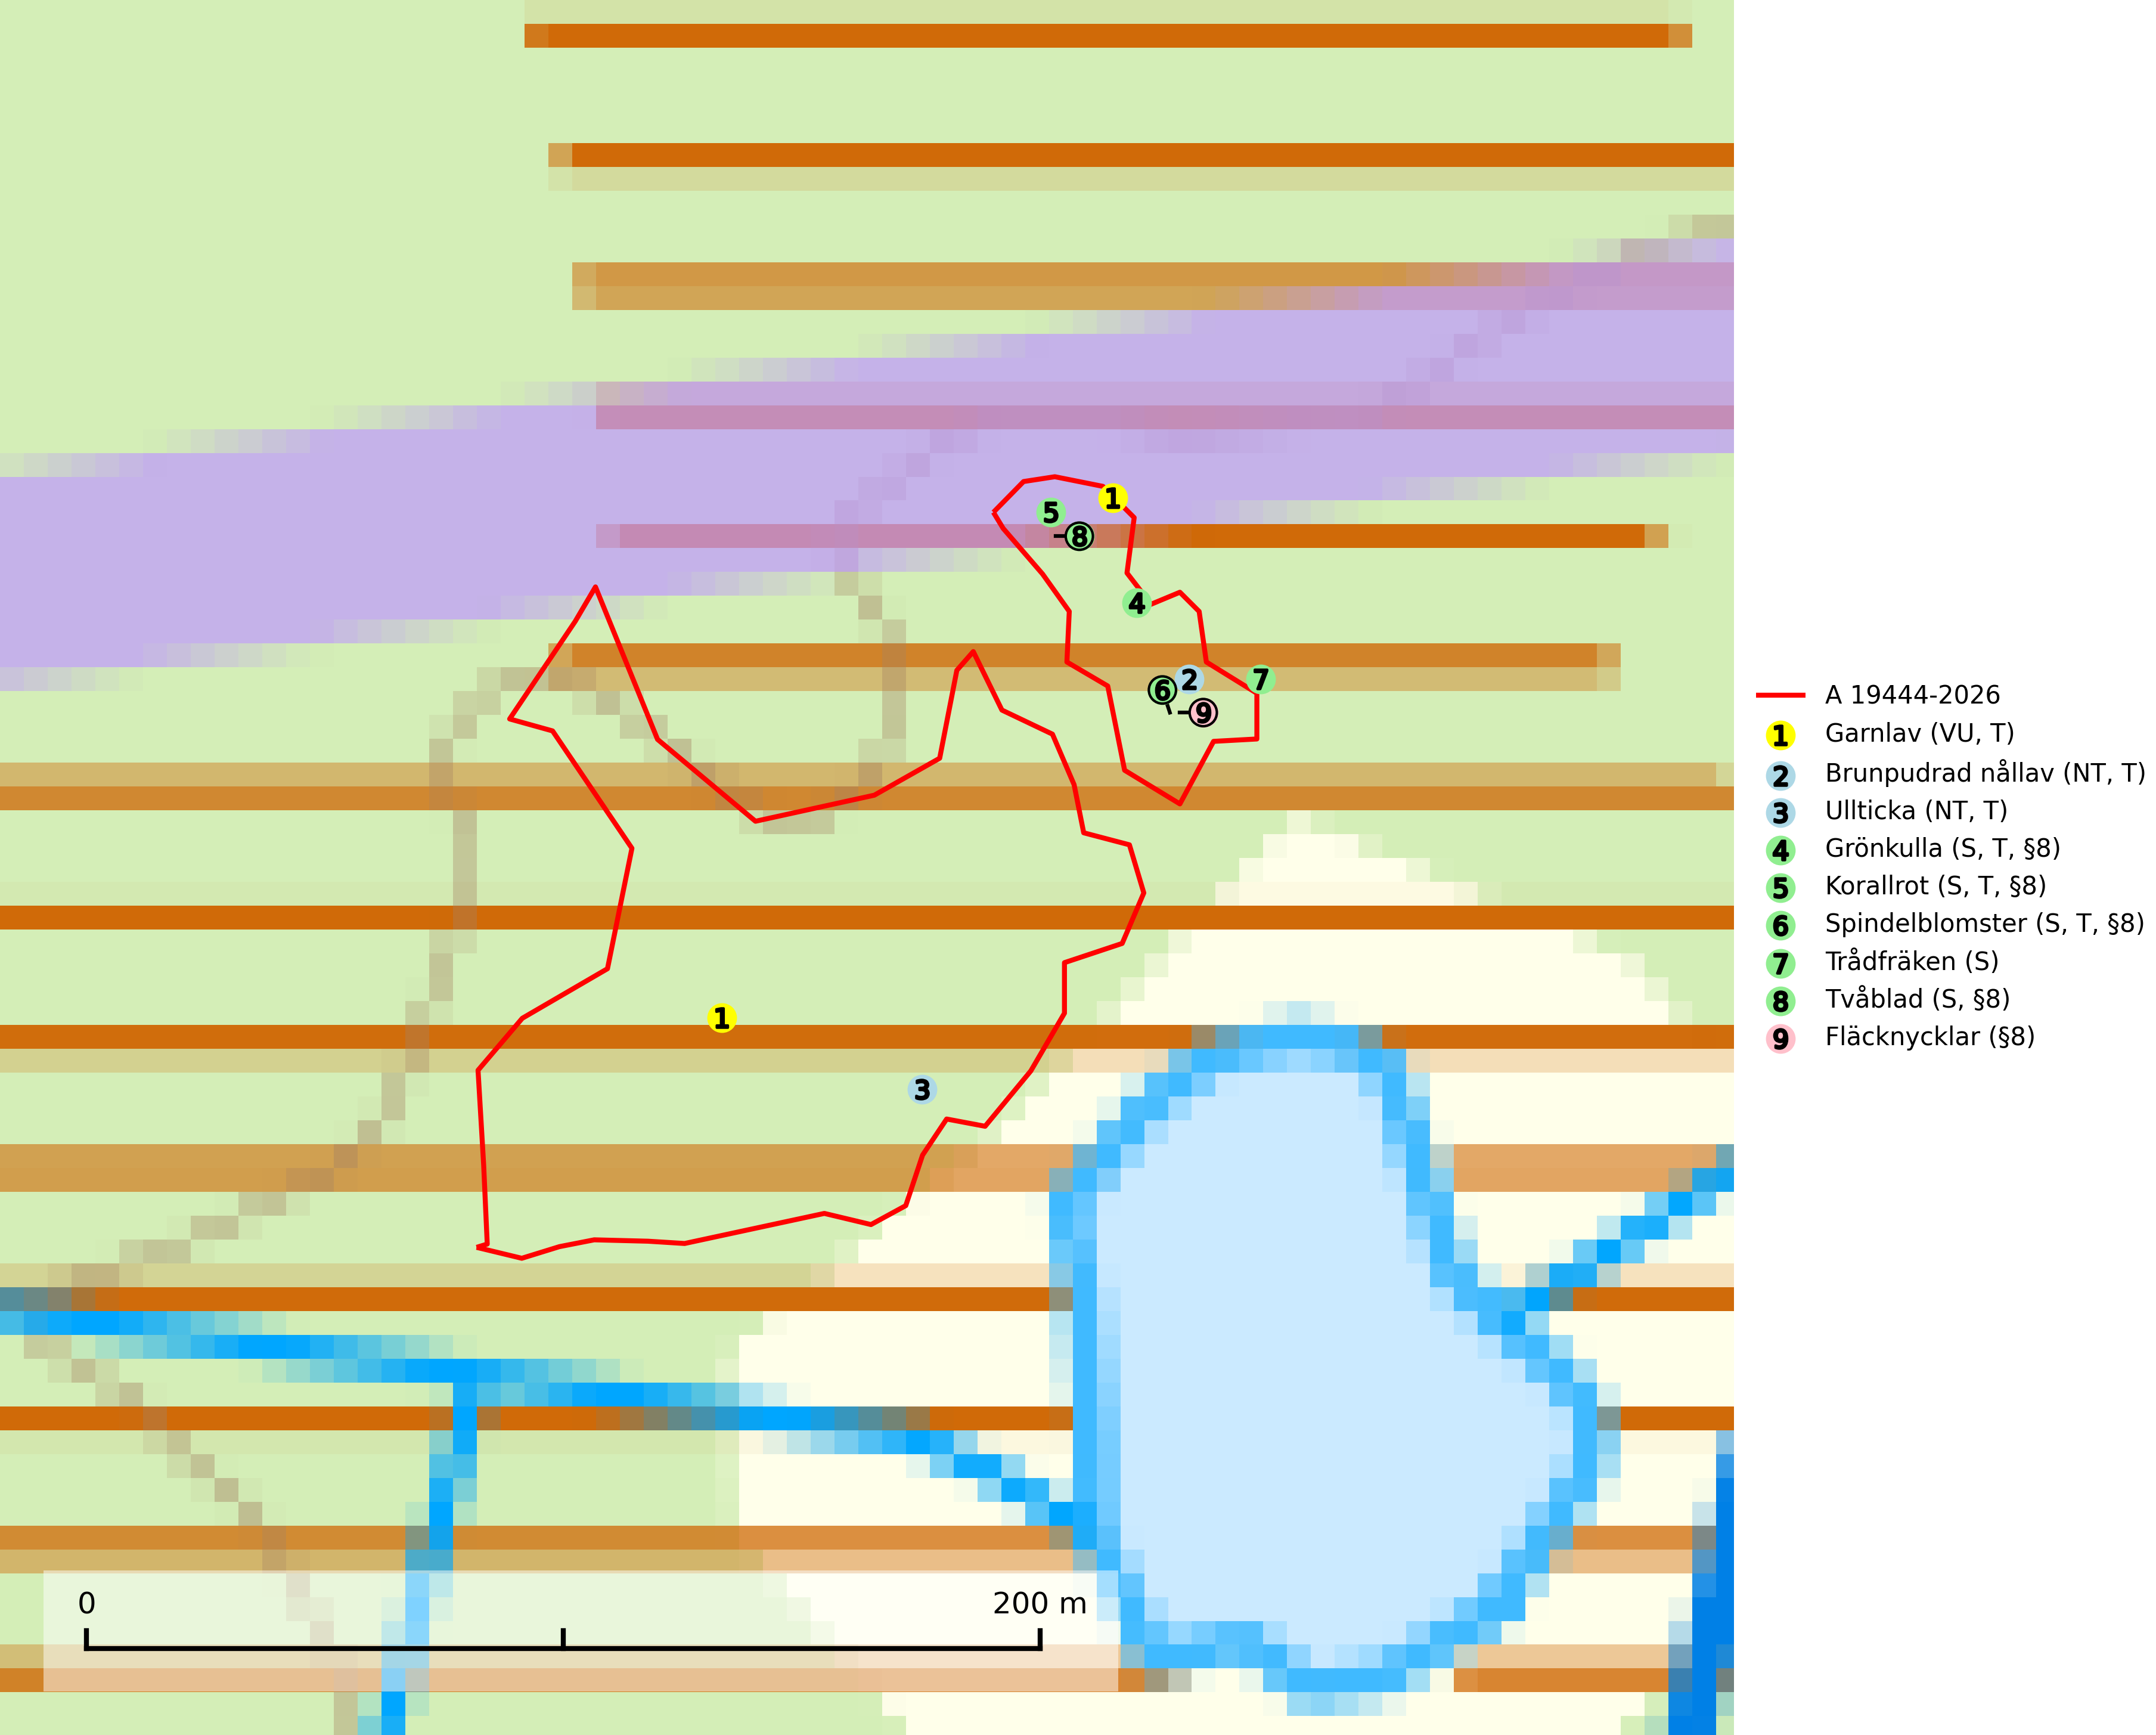 1
5
8
4
2
7
6
9
1
3
0
200 m
A 19444-2026
1 Garnlav (VU, T)
2 Brunpudrad nållav (NT, T)
3 Ullticka (NT, T)
4 Grönkulla (S, T, §8)
5 Korallrot (S, T, §8)
6 Spindelblomster (S, T, §8)
7 Trådfräken (S)
8 Tvåblad (S, §8)
9 Fläcknycklar (§8)